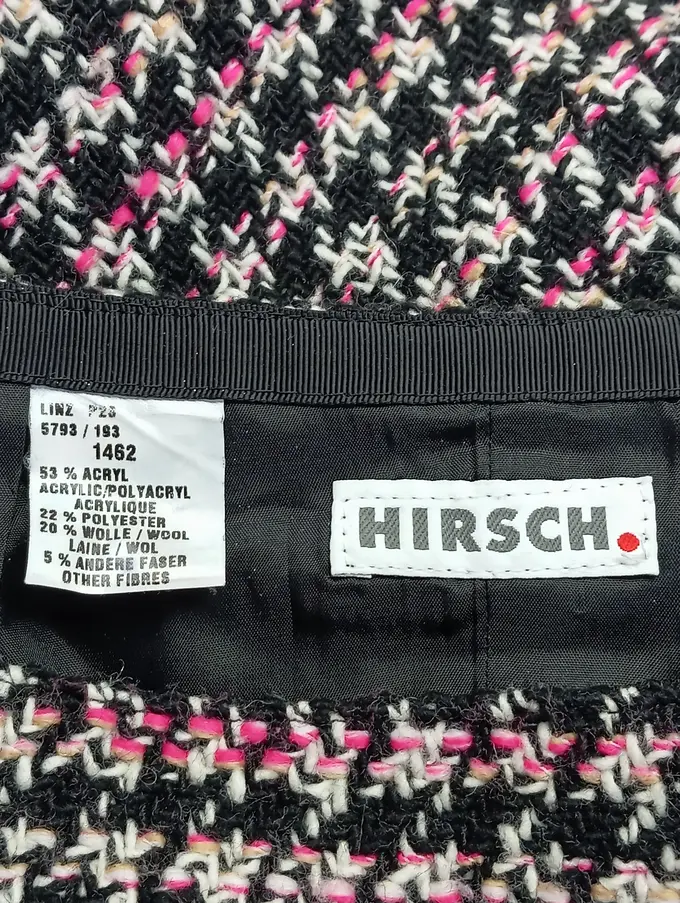 LINZ P23
5793 / 193
1462
53 % ACRYL
ACRYLIC/POLYACRYL
ACRYLIQUE
22 % POLYESTER
20 % WOLLE / WOOL
LAINE / WOL
5 % ANDERE FASER
OTHER FIBRES
HIRSCH.